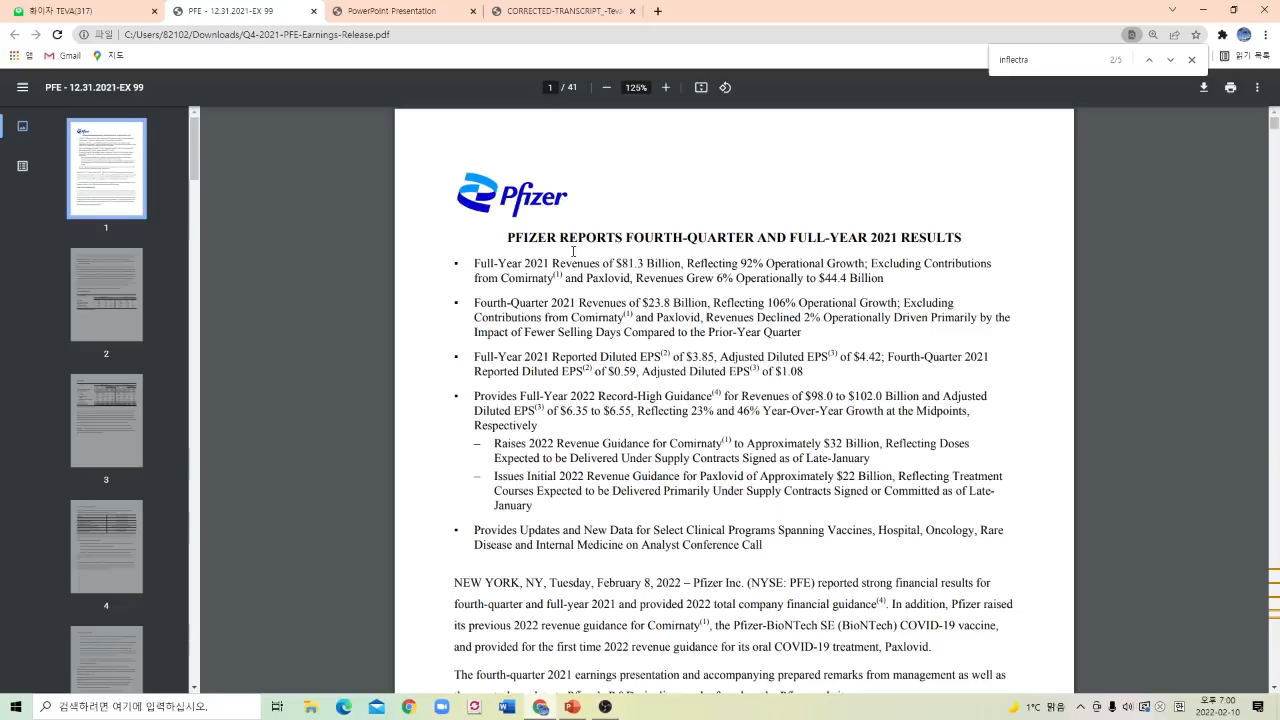 화이자 TEVA(317)
PFE - 12.31.2021-EX 99
PowerPoint Presentation
CORRECTED-TRANSCRIPT_-Teva
파일
C:/Users/82102/Downloads/Q4-2021-PFE-Earnings-Release.pdf
앱
Gmail
지도
inflectra
2/5
읽기 목록
PFE - 12.31.2021-EX 99
1 / 41
125%
1
2
3
4
Pfizer
PFIZER REPORTS FOURTH-QUARTER AND FULL-YEAR 2021 RESULTS
▪ Full-Year 2021 Revenues of $81.3 Billion, Reflecting 92% Operational Growth; Excluding Contributions
from Comirnaty(1) and Paxlovid, Revenues Grew 6% Operationally to $44.4 Billion
▪ Fourth-Quarter 2021 Revenues of $23.8 Billion, Reflecting 106% Operational Growth; Excluding
Contributions from Comirnaty(1) and Paxlovid, Revenues Declined 2% Operationally Driven Primarily by the
Impact of Fewer Selling Days Compared to the Prior-Year Quarter
▪ Full-Year 2021 Reported Diluted EPS(2) of $3.85, Adjusted Diluted EPS(3) of $4.42; Fourth-Quarter 2021
Reported Diluted EPS(2) of $0.59, Adjusted Diluted EPS(3) of $1.08
▪ Provides Full-Year 2022 Record-High Guidance(4) for Revenues of $98.0 to $102.0 Billion and Adjusted
Diluted EPS(3) of $6.35 to $6.55, Reflecting 23% and 46% Year-Over-Year Growth at the Midpoints,
Respectively
– Raises 2022 Revenue Guidance for Comirnaty(1) to Approximately $32 Billion, Reflecting Doses
Expected to be Delivered Under Supply Contracts Signed as of Late-January
– Issues Initial 2022 Revenue Guidance for Paxlovid of Approximately $22 Billion, Reflecting Treatment
Courses Expected to be Delivered Primarily Under Supply Contracts Signed or Committed as of Late-
January
▪ Provides Updates and New Data for Select Clinical Programs Spanning Vaccines, Hospital, Oncology, Rare
Disease and Internal Medicine on Analyst Conference Call
NEW YORK, NY, Tuesday, February 8, 2022 – Pfizer Inc. (NYSE: PFE) reported strong financial results for
fourth-quarter and full-year 2021 and provided 2022 total company financial guidance(4). In addition, Pfizer raised
its previous 2022 revenue guidance for Comirnaty(1), the Pfizer-BioNTech SE (BioNTech) COVID-19 vaccine,
and provided for the first time 2022 revenue guidance for its oral COVID-19 treatment, Paxlovid.
The fourth-quarter 2021 earnings presentation and accompanying prepared remarks from management as well as
검색하려면 여기에 입력하십시오.
1°C 맑음
한
오후 7:00
2022-02-10